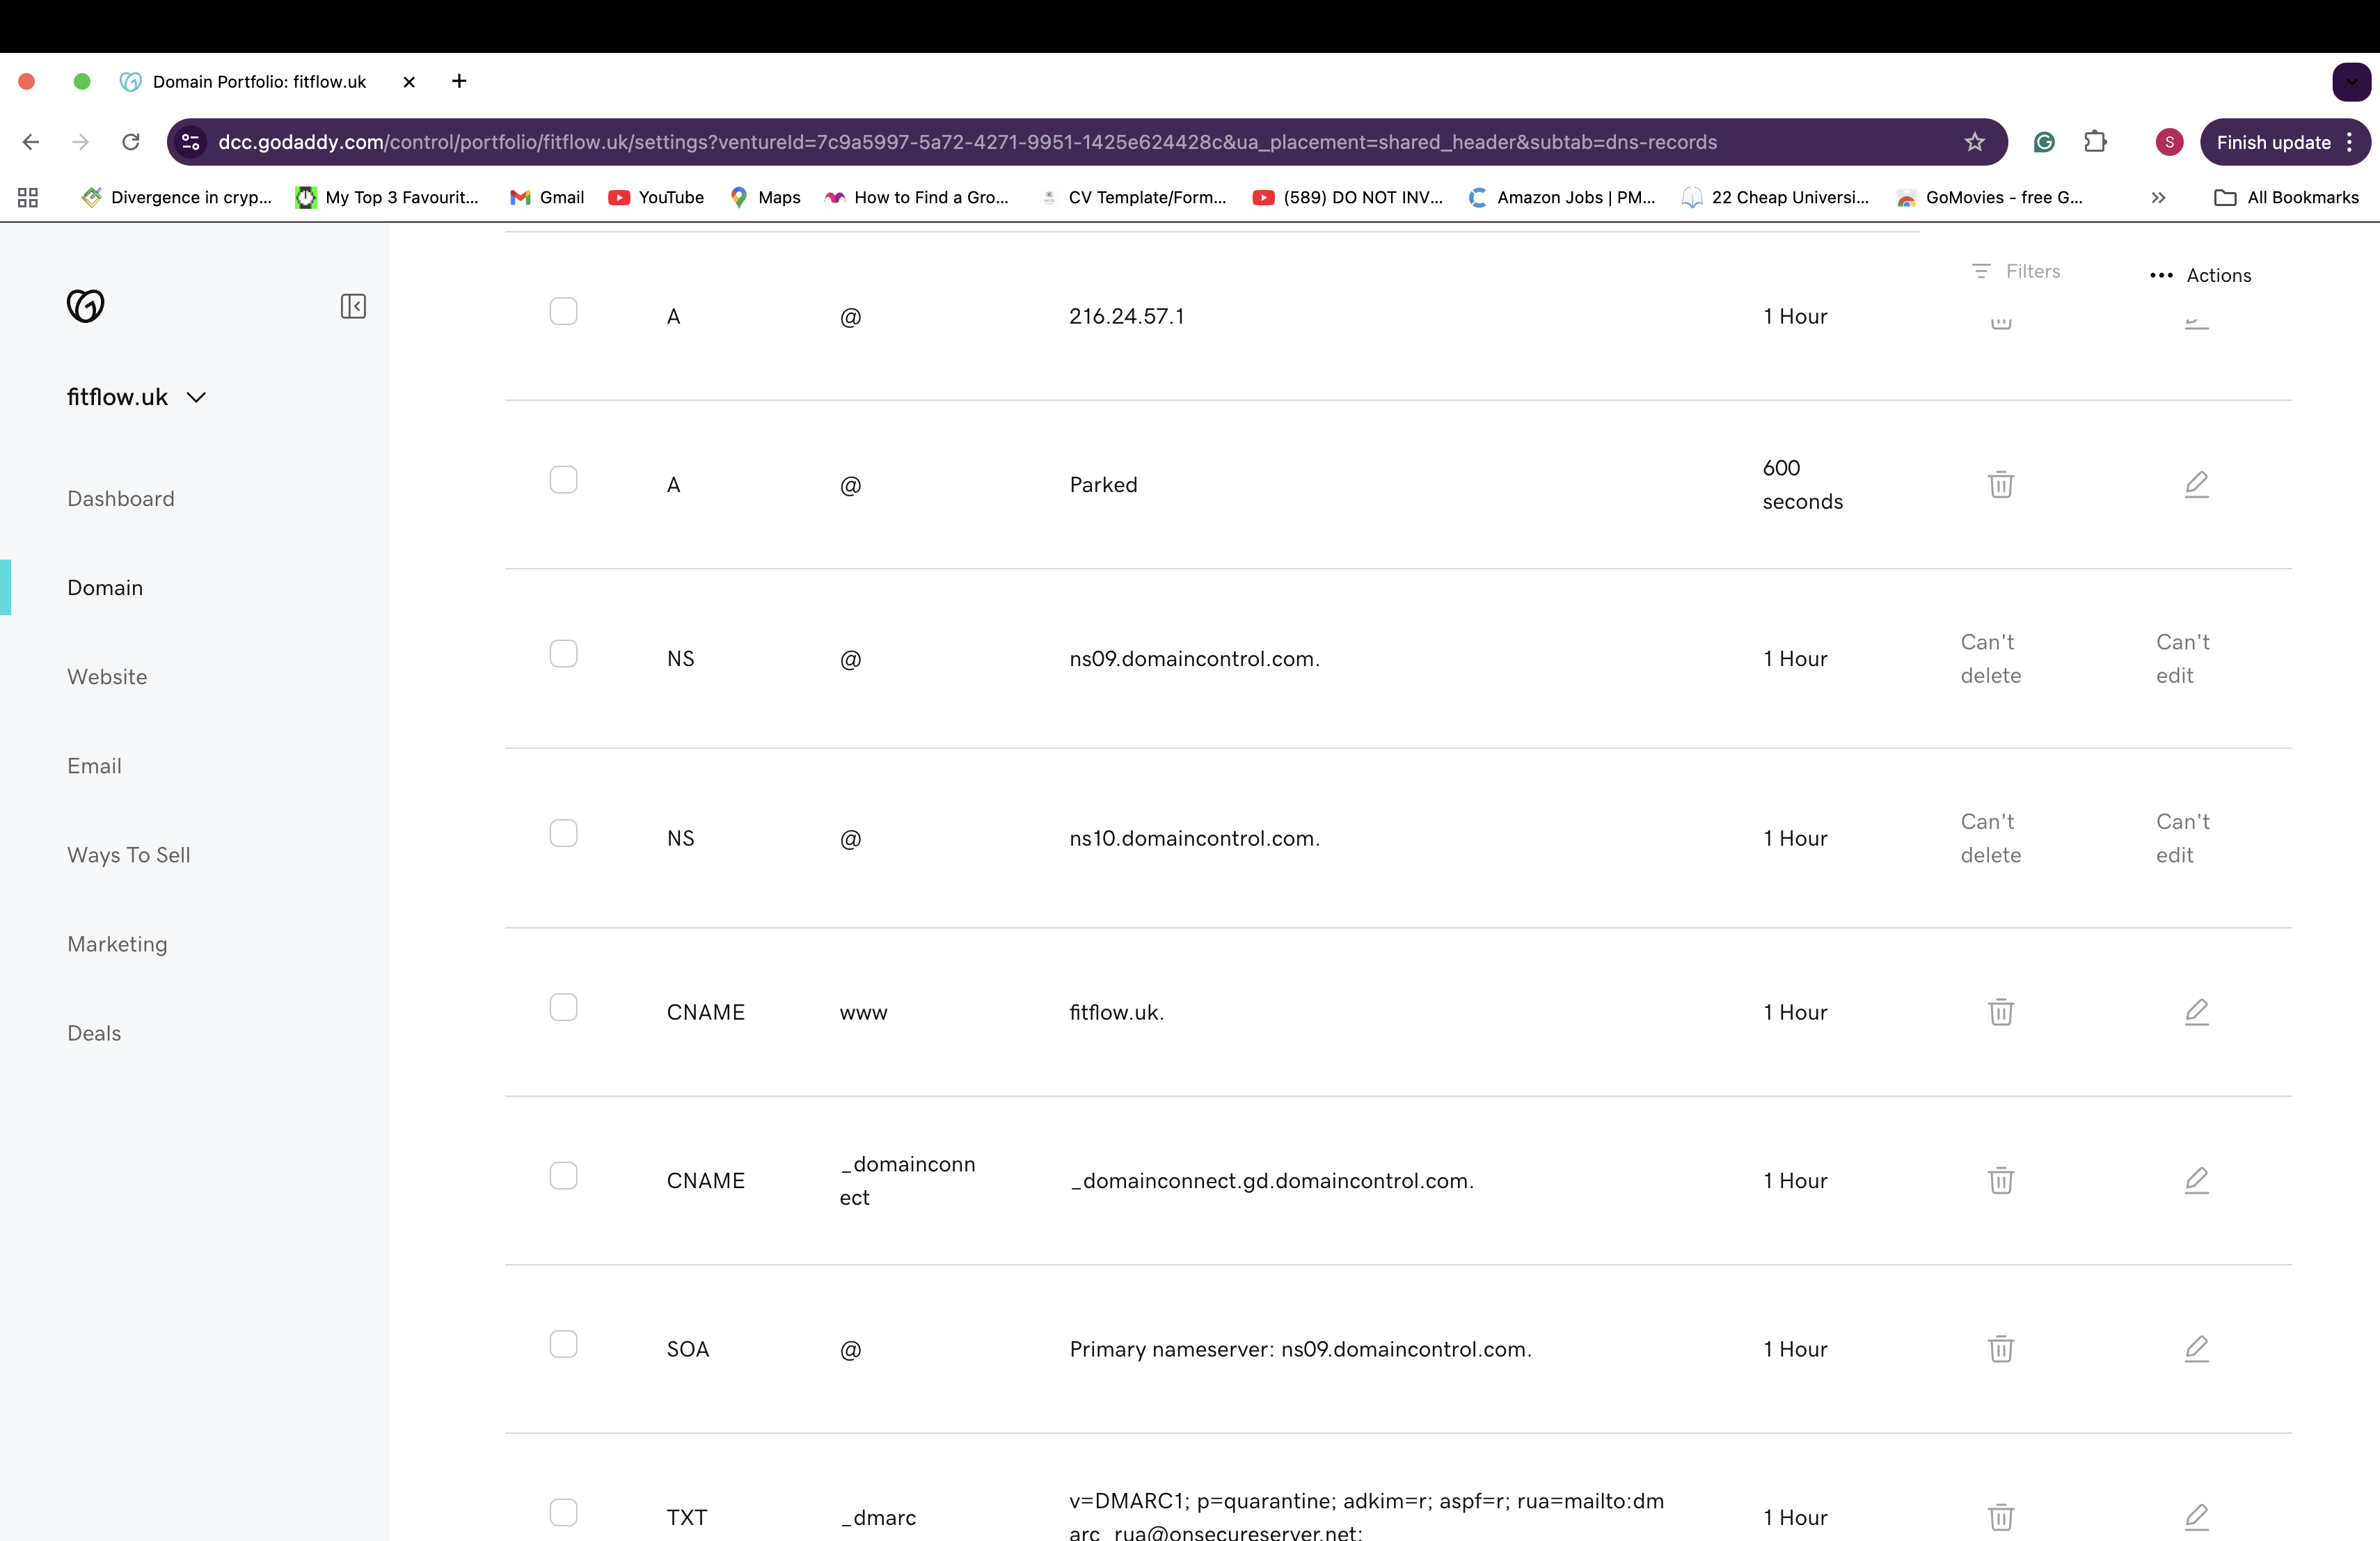 Domain Portfolio: fitflow.uk
dcc.godaddy.com/control/portfolio/fitflow.uk/settings?ventureId=7c9a5997-5a72-4271-9951-1425e624428c&ua_placement=shared_header&subtab=dns-records
S
Finish update
Divergence in cryp...
My Top 3 Favourit...
Gmail
YouTube
Maps
How to Find a Gro...
CV Template/Form...
(589) DO NOT INV...
Amazon Jobs | PM...
22 Cheap Universi...
GoMovies - free G...
All Bookmarks
fitflow.uk
Dashboard
Domain
Website
Email
Ways To Sell
Marketing
Deals
Filters
Actions
A @ 216.24.57.1 1 Hour
A @ Parked 600
seconds
NS @ ns09.domaincontrol.com. 1 Hour Can't
delete Can't
edit
NS @ ns10.domaincontrol.com. 1 Hour Can't
delete Can't
edit
CNAME www fitflow.uk. 1 Hour
CNAME _domainconn
ect _domainconnect.gd.domaincontrol.com. 1 Hour
SOA @ Primary nameserver: ns09.domaincontrol.com. 1 Hour
TXT _dmarc v=DMARC1; p=quarantine; adkim=r; aspf=r; rua=mailto:dm
arc_rua@onsecureserver.net; 1 Hour